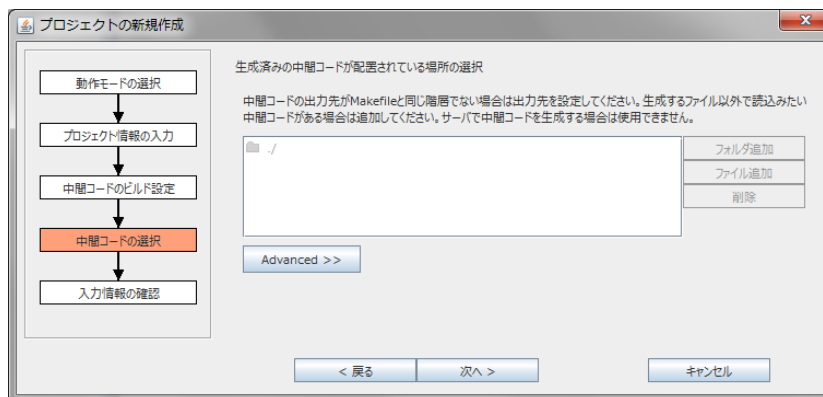 プロジェクトの新規作成
動作モードの選択
プロジェクト情報の入力
中間コードのビルド設定
中間コードの選択
入力情報の確認
生成済みの中間コードが配置されている場所の選択
中間コードの出力先がMakefileと同じ階層でない場合は出力先を設定してください。生成するファイル以外で読込みたい
中間コードがある場合は追加してください。サーバで中間コードを生成する場合は使用できません。
./
フォルダ追加
ファイル追加
削除
Advanced >>
< 戻る
次へ >
キャンセル